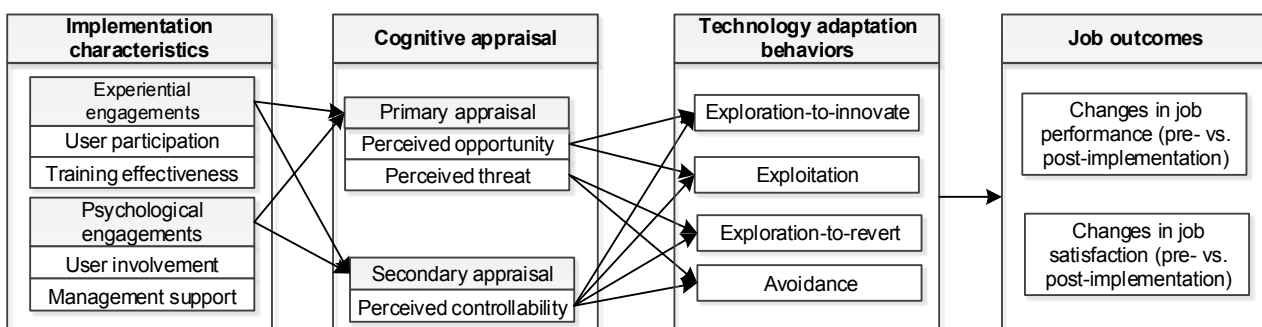 Implementation
characteristics
Experiential
engagements
User participation
Training effectiveness
Psychological
engagements
User involvement
Management support
Cognitive appraisal
Primary appraisal
Perceived opportunity
Perceived threat
Secondary appraisal
Perceived controllability
Technology adaptation
behaviors
Exploration-to-innovate
Exploitation
Exploration-to-revert
Avoidance
Job outcomes
Changes in job
performance (pre- vs.
post-implementation)
Changes in job
satisfaction (pre- vs.
post-implementation)